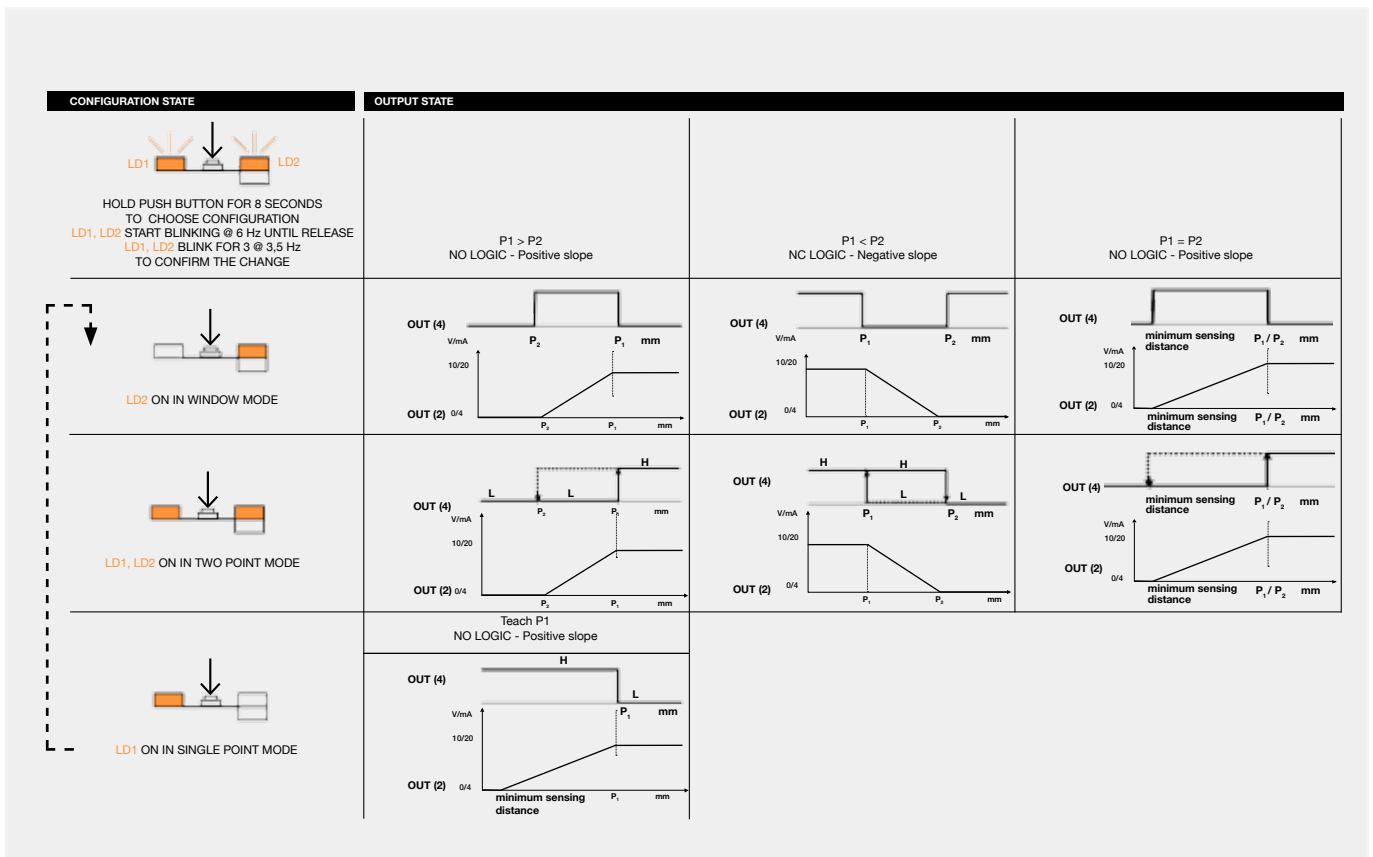 CONFIGURATION STATE
OUTPUT STATE
LD1
LD2
HOLD PUSH BUTTON FOR 8 SECONDS
TO CHOOSE CONFIGURATION
LD1, LD2 START BLINKING @ 6 Hz UNTIL RELEASE
LD1, LD2 BLINK FOR 3 @ 3,5 Hz
TO CONFIRM THE CHANGE
P1 > P2
NO LOGIC - Positive slope
P1 < P2
NC LOGIC - Negative slope
P1 = P2
NO LOGIC - Positive slope
LD2 ON IN WINDOW MODE
OUT (4)
P2 P1 mm
V/mA
10/20
OUT (2) 0/4
P2 P1 mm
OUT (4)
P1 P2 mm
V/mA
10/20
OUT (2) 0/4
P1 P2 mm
OUT (4)
minimum sensing
distance
P1 / P2 mm
V/mA
10/20
OUT (2) 0/4
minimum sensing
distance
P1 / P2 mm
LD1, LD2 ON IN TWO POINT MODE
H
L L
OUT (4)
P2 P1 mm
V/mA
10/20
OUT (2) 0/4
P2 P1 mm
H H
OUT (4)
L L
P1 P2 mm
V/mA
10/20
OUT (2) 0/4
P1 P2 mm
OUT (4)
minimum sensing
distance
P1 / P2 mm
V/mA
10/20
OUT (2)
0/4
minimum sensing
distance
P1 / P2 mm
LD1 ON IN SINGLE POINT MODE
Teach P1
NO LOGIC - Positive slope
H
OUT (4)
L
P1 mm
V/mA
10/20
OUT (2) 0/4
minimum sensing
distance
P1 mm